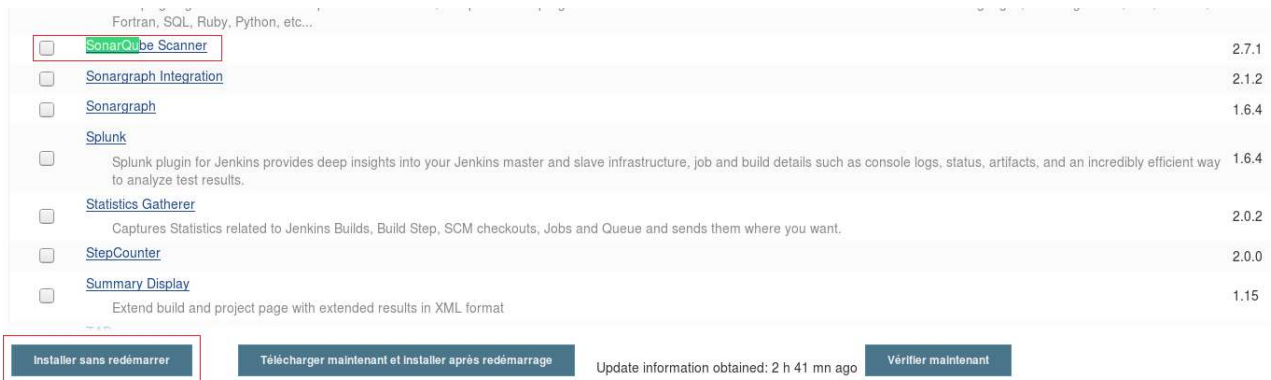 Fortran, SQL, Ruby, Python, etc...
SonarQube Scanner 2.7.1
Sonargraph Integration 2.1.2
Sonargraph 1.6.4
Splunk
Splunk plugin for Jenkins provides deep insights into your Jenkins master and slave infrastructure, job and build details such as console logs, status, artifacts, and an incredibly efficient way 1.6.4
to analyze test results.
Statistics Gatherer
2.0.2
Captures Statistics related to Jenkins Builds, Build Step, SCM checkouts, Jobs and Queue and sends them where you want.
StepCounter 2.0.0
Summary Display
1.15
Extend build and project page with extended results in XML format
Installer sans redémarrer Télécharger maintenant et installer après redémarrage Update information obtained: 2 h 41 mn ago Vérifier maintenant